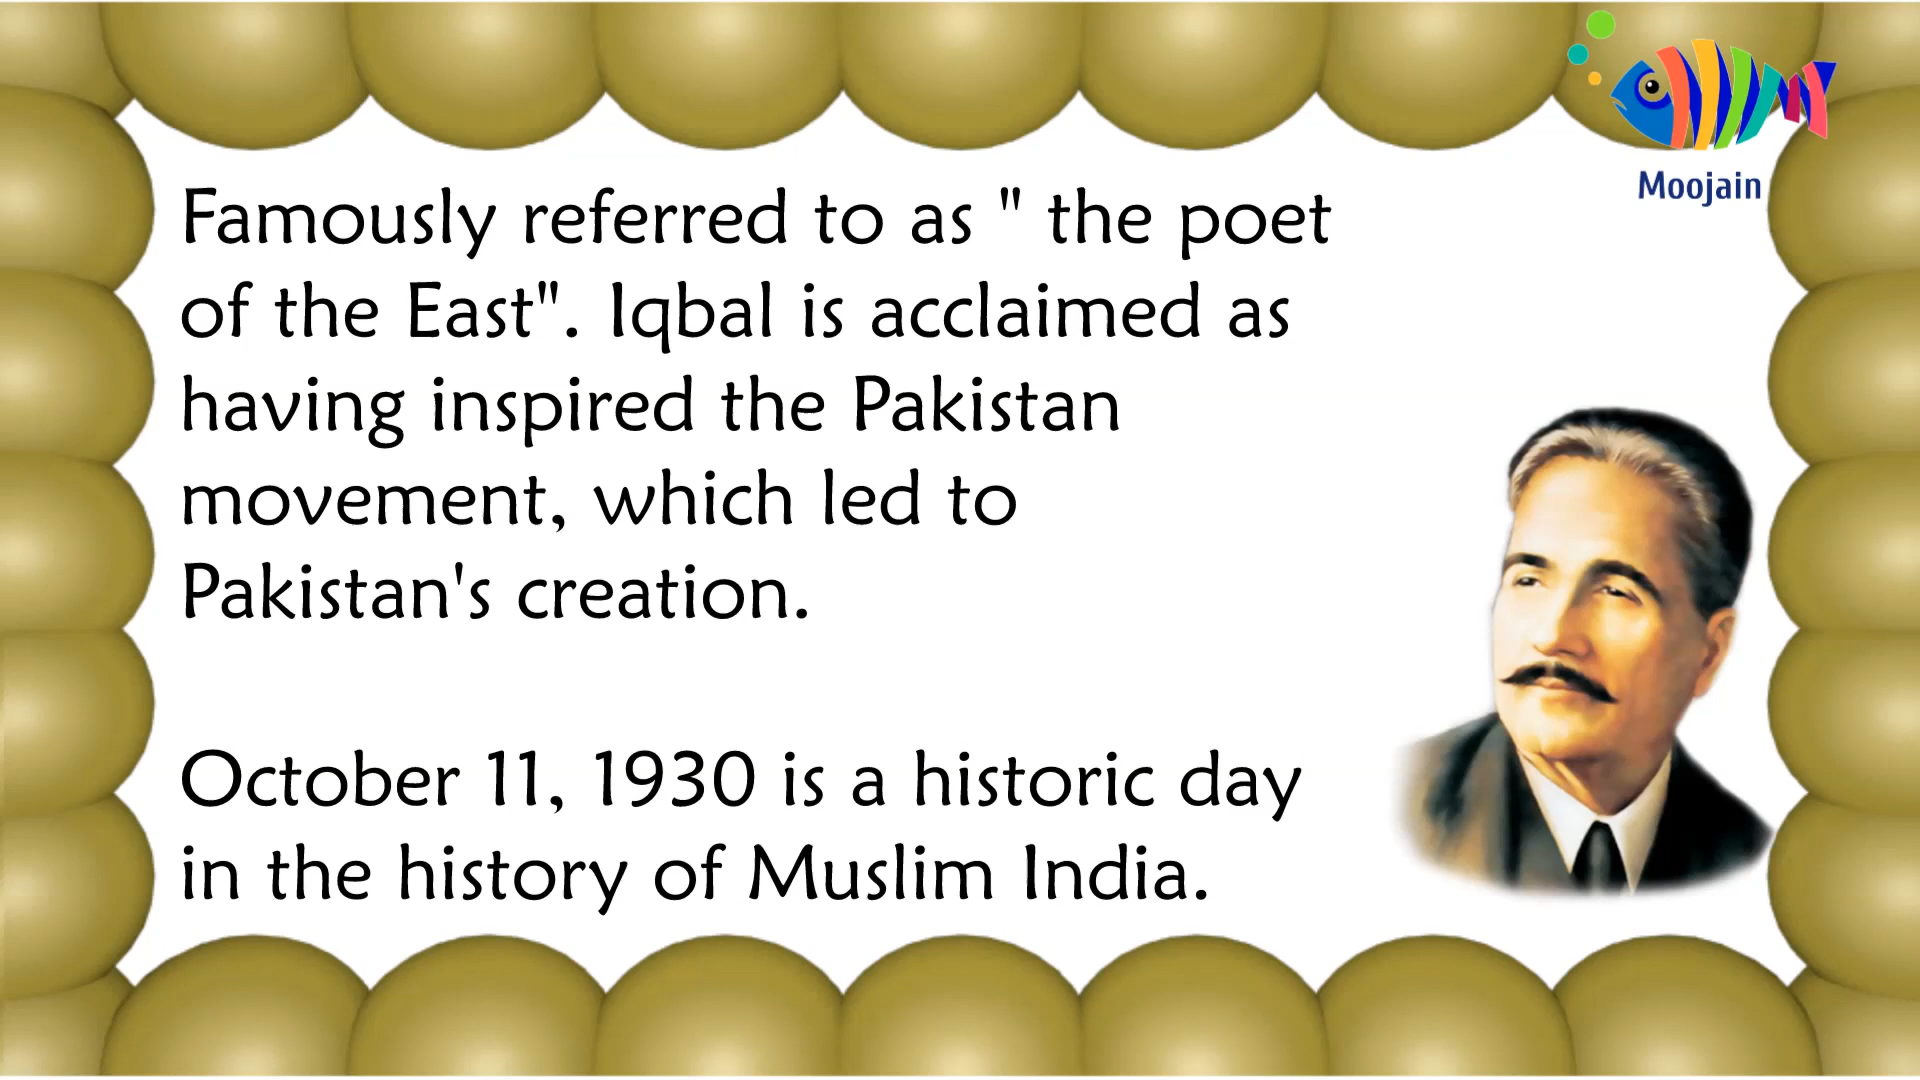 Moojain
Famously referred to as " the poet
of the East". Iqbal is acclaimed as
having inspired the Pakistan
movement, which led to
Pakistan's creation.
October 11, 1930 is a historic day
in the history of Muslim India.